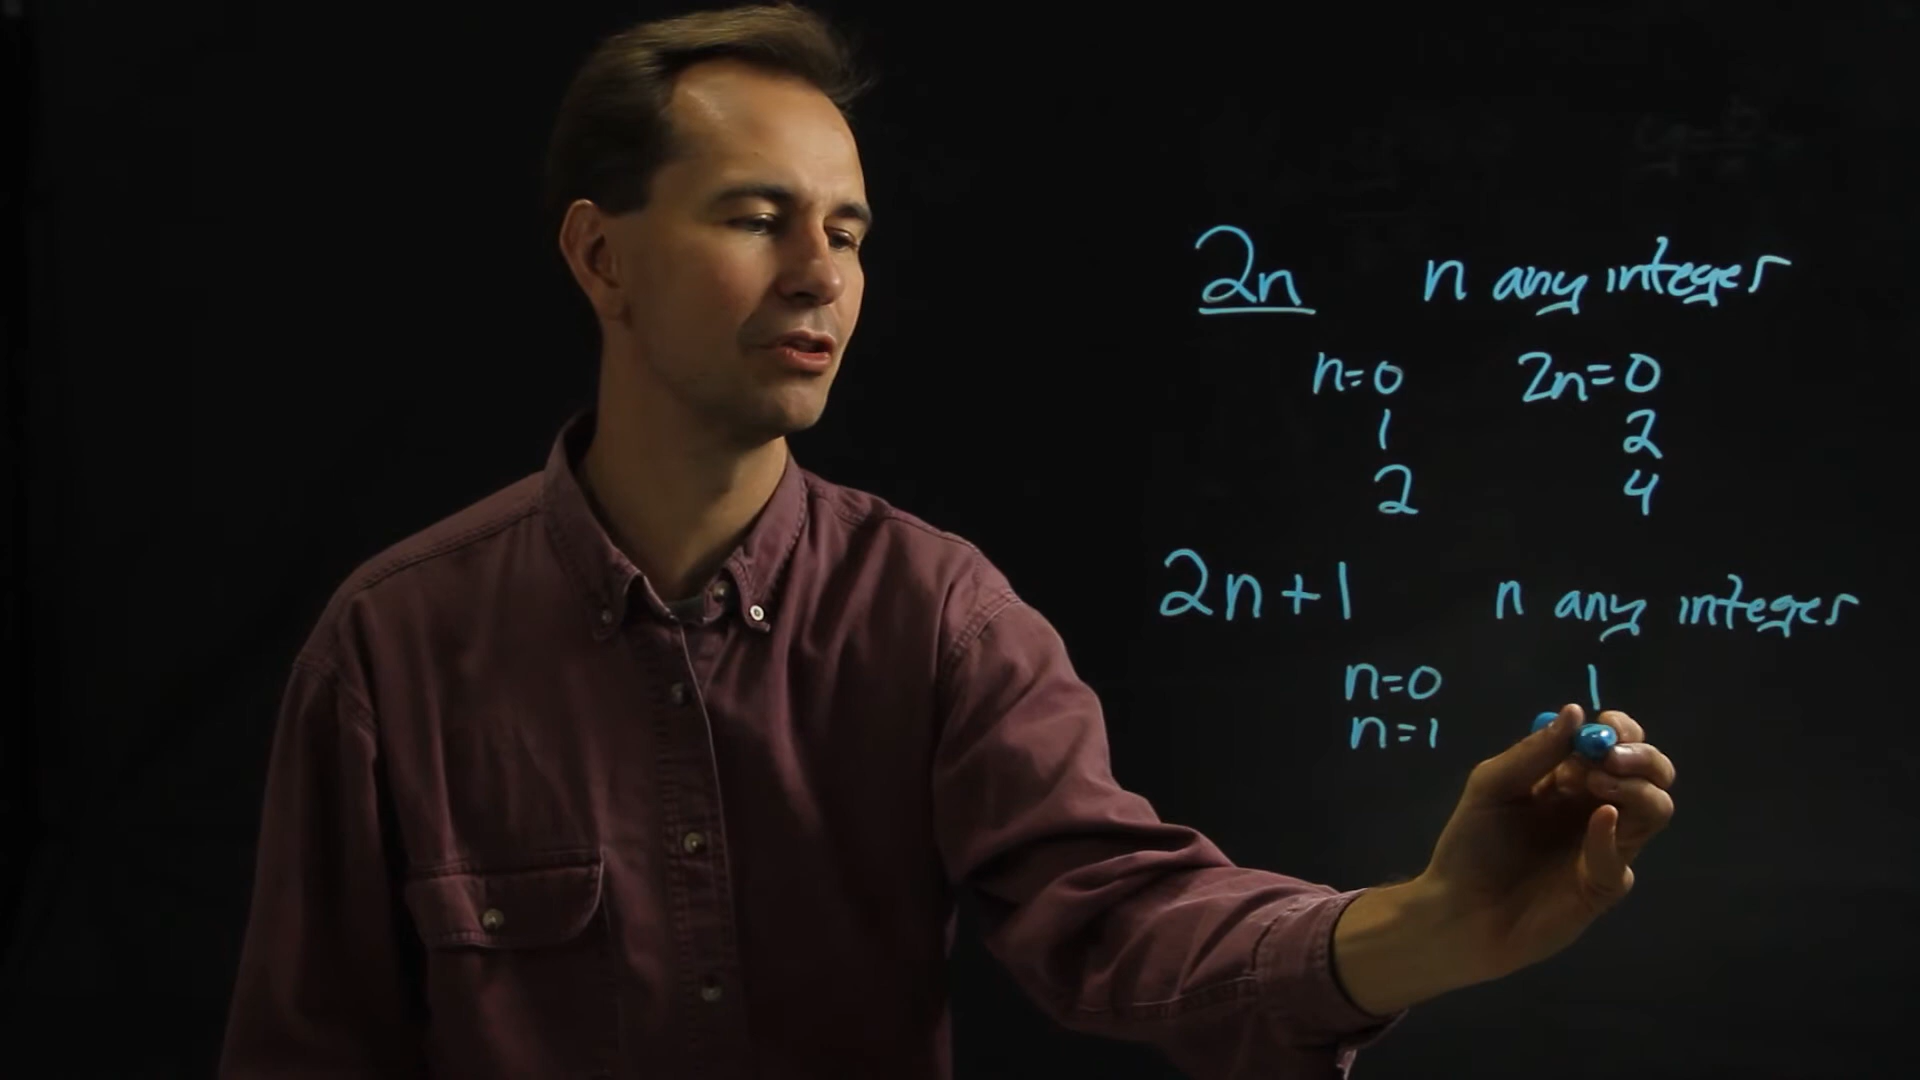 2n n any integer
n=0 2n=0
1 2
2 4
2n+1 n any integer
n=0 1
n=1